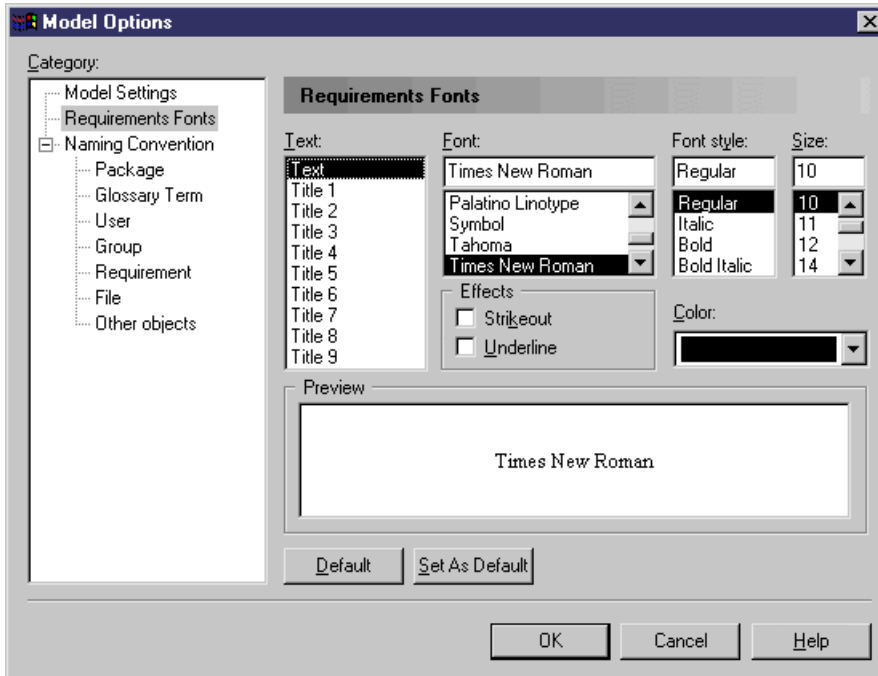 Model Options
Category:
Model Settings
Requirements Fonts
Naming Convention
Package
Glossary Term
User
Group
Requirement
File
Other objects
Requirements Fonts
Text:
Text
Title 1
Title 2
Title 3
Title 4
Title 5
Title 6
Title 7
Title 8
Title 9
Font:
Times New Roman
Palatino Linotype
Symbol
Tahoma
Times New Roman
Font style:
Regular
Regular
Italic
Bold
Bold Italic
Size:
10
10
11
12
14
Effects
Strikeout
Underline
Color:
Preview
Times New Roman
Default
Set As Default
OK
Cancel
Help